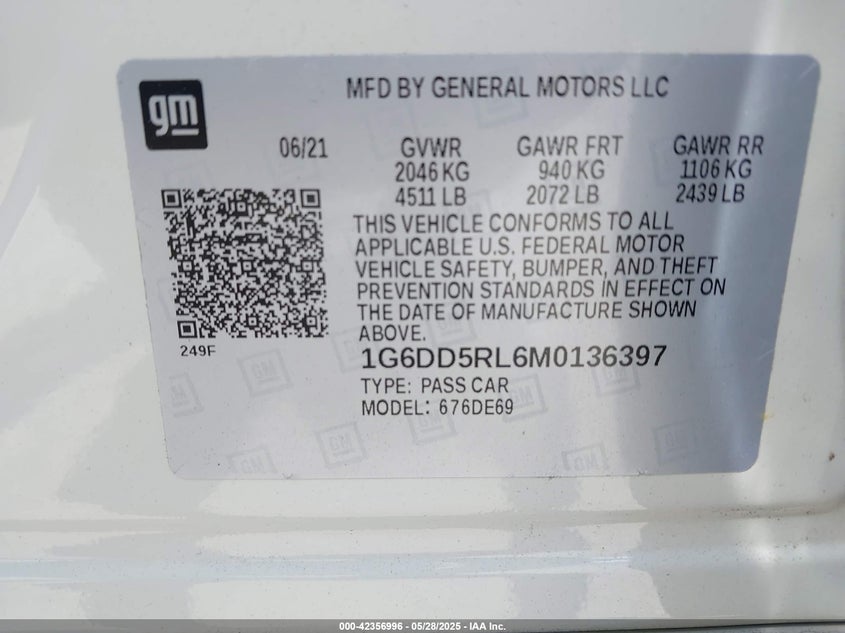 gm
MFD BY GENERAL MOTORS LLC
06/21 GVWR GAWR FRT GAWR RR
2046 KG 940 KG 1106 KG
4511 LB 2072 LB 2439 LB
THIS VEHICLE CONFORMS TO ALL
APPLICABLE U.S. FEDERAL MOTOR
VEHICLE SAFETY, BUMPER, AND THEFT
PREVENTION STANDARDS IN EFFECT ON
THE DATE OF MANUFACTURE SHOWN
ABOVE.
249F
1G6DD5RL6M0136397
TYPE: PASS CAR
MODEL: 676DE69
000-42356996 - 05/28/2025 - IAA Inc.